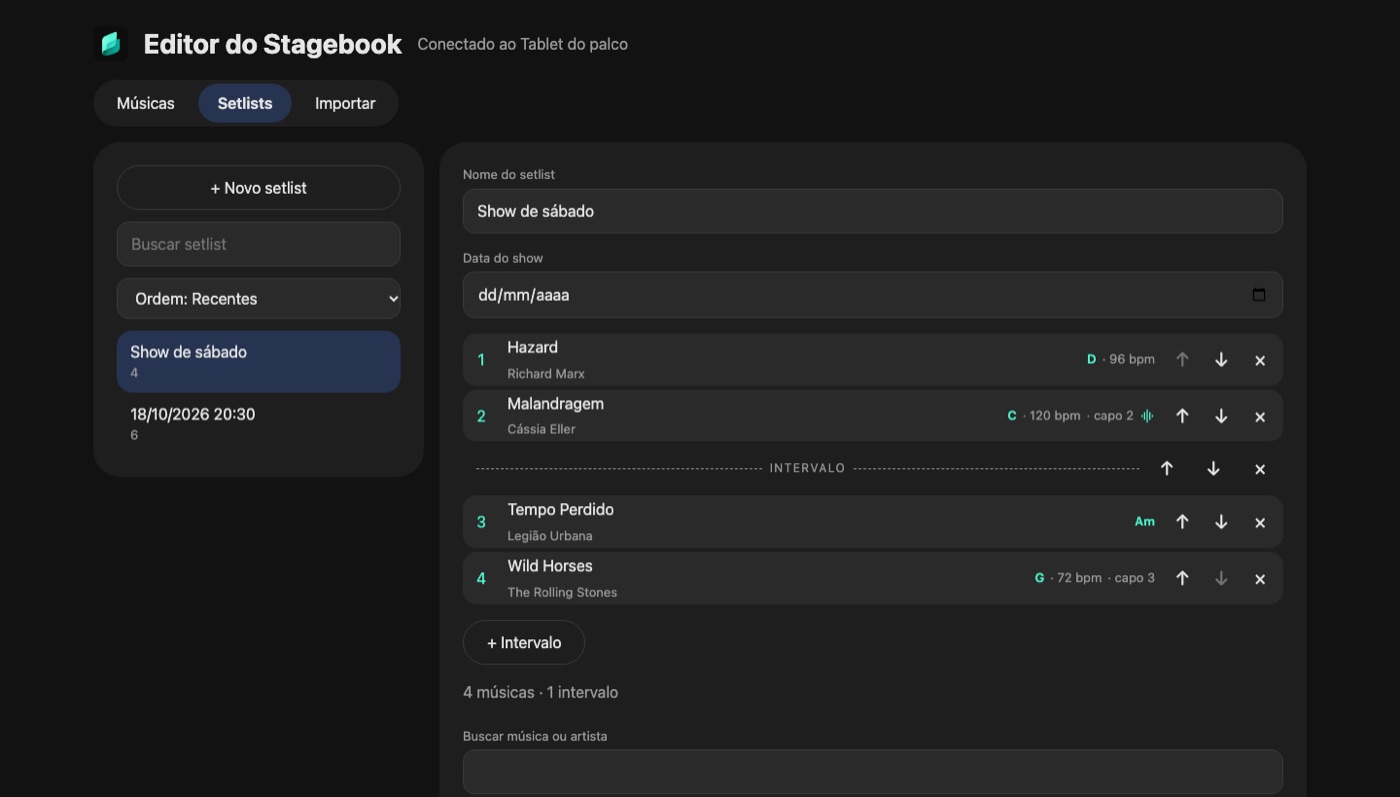 Editor do Stagebook
Conectado ao Tablet do palco
Músicas
Setlists
Importar
+ Novo setlist
Buscar setlist
Ordem: Recentes
Show de sábado
4
18/10/2026 20:30
6
Nome do setlist
Show de sábado
Data do show
dd/mm/aaaa
1
Hazard
Richard Marx
D · 96 bpm
2
Malandragem
Cássia Eller
C · 120 bpm · capo 2
INTERVALO
3
Tempo Perdido
Legião Urbana
Am
4
Wild Horses
The Rolling Stones
G · 72 bpm · capo 3
+ Intervalo
4 músicas · 1 intervalo
Buscar música ou artista